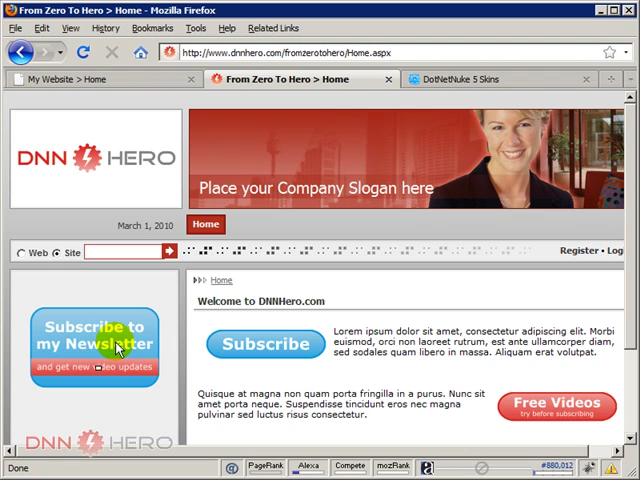 From Zero To Hero > Home - Mozilla Firefox
File Edit View History Bookmarks Tools Help Related Links
http://www.dnnhero.com/fromzerotohero/Home.aspx
My Website > Home
From Zero To Hero > Home
DotNetNuke 5 Skins
DNN HERO
Place your Company Slogan here
March 1, 2010
Home
Web Site
Register • Logi
Home
Welcome to DNNHero.com
Subscribe to
my Newsletter
and get new video updates
Subscribe
Lorem ipsum dolor sit amet, consectetur adipiscing elit. Morbi
euismod, orci non laoreet rutrum, est est ultrices diam,
sed sodales quam libero in massa. Aliquam erat volutpat.
Quisque at magna non quam porta fringilla in a purus. Nunc sit
amet porta neque. Suspendisse tincidunt eros nec magna
pulvinar sed luctus risus consectetur.
Free Videos
try before subscribing
DNN HERO
Done
PageRank
Alexa
Compete
mozRank
#880,012